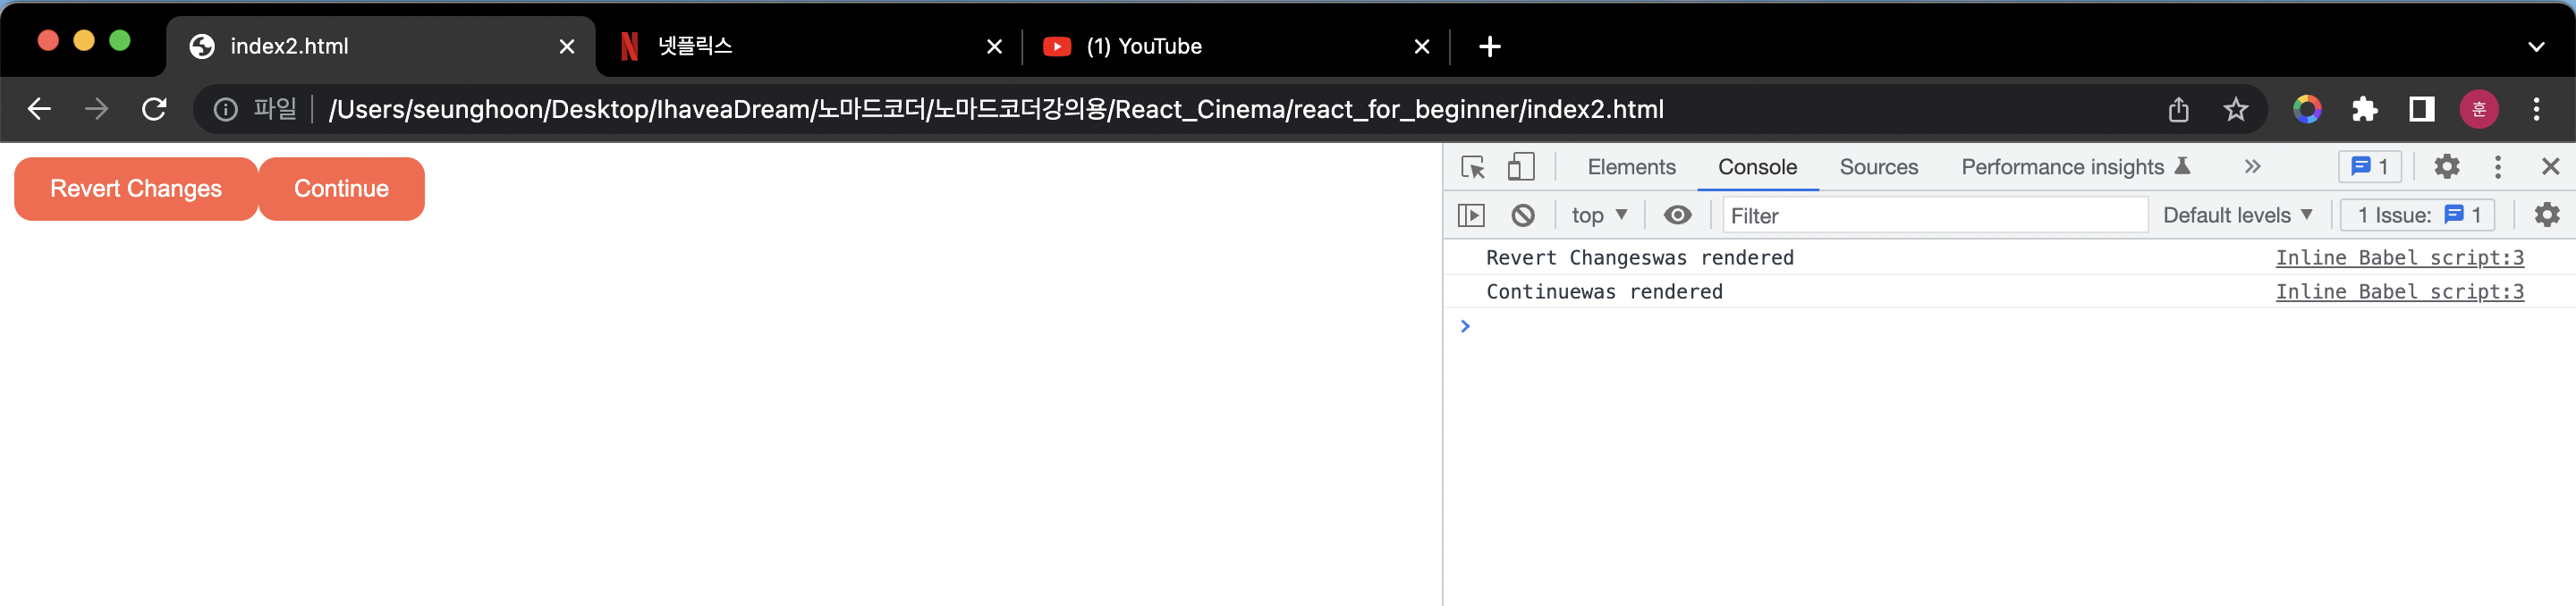 index2.html
넷플릭스
(1) YouTube
파일 /Users/seunghoon/Desktop/IhaveaDream/노마드코더/노마드코더강의용/React_Cinema/react_for_beginner/index2.html
훈
Revert Changes Continue
Elements Console Sources Performance insights 1
top Filter Default levels 1 Issue: 1
Revert Changeswas rendered Inline Babel script:3
Continuewas rendered Inline Babel script:3